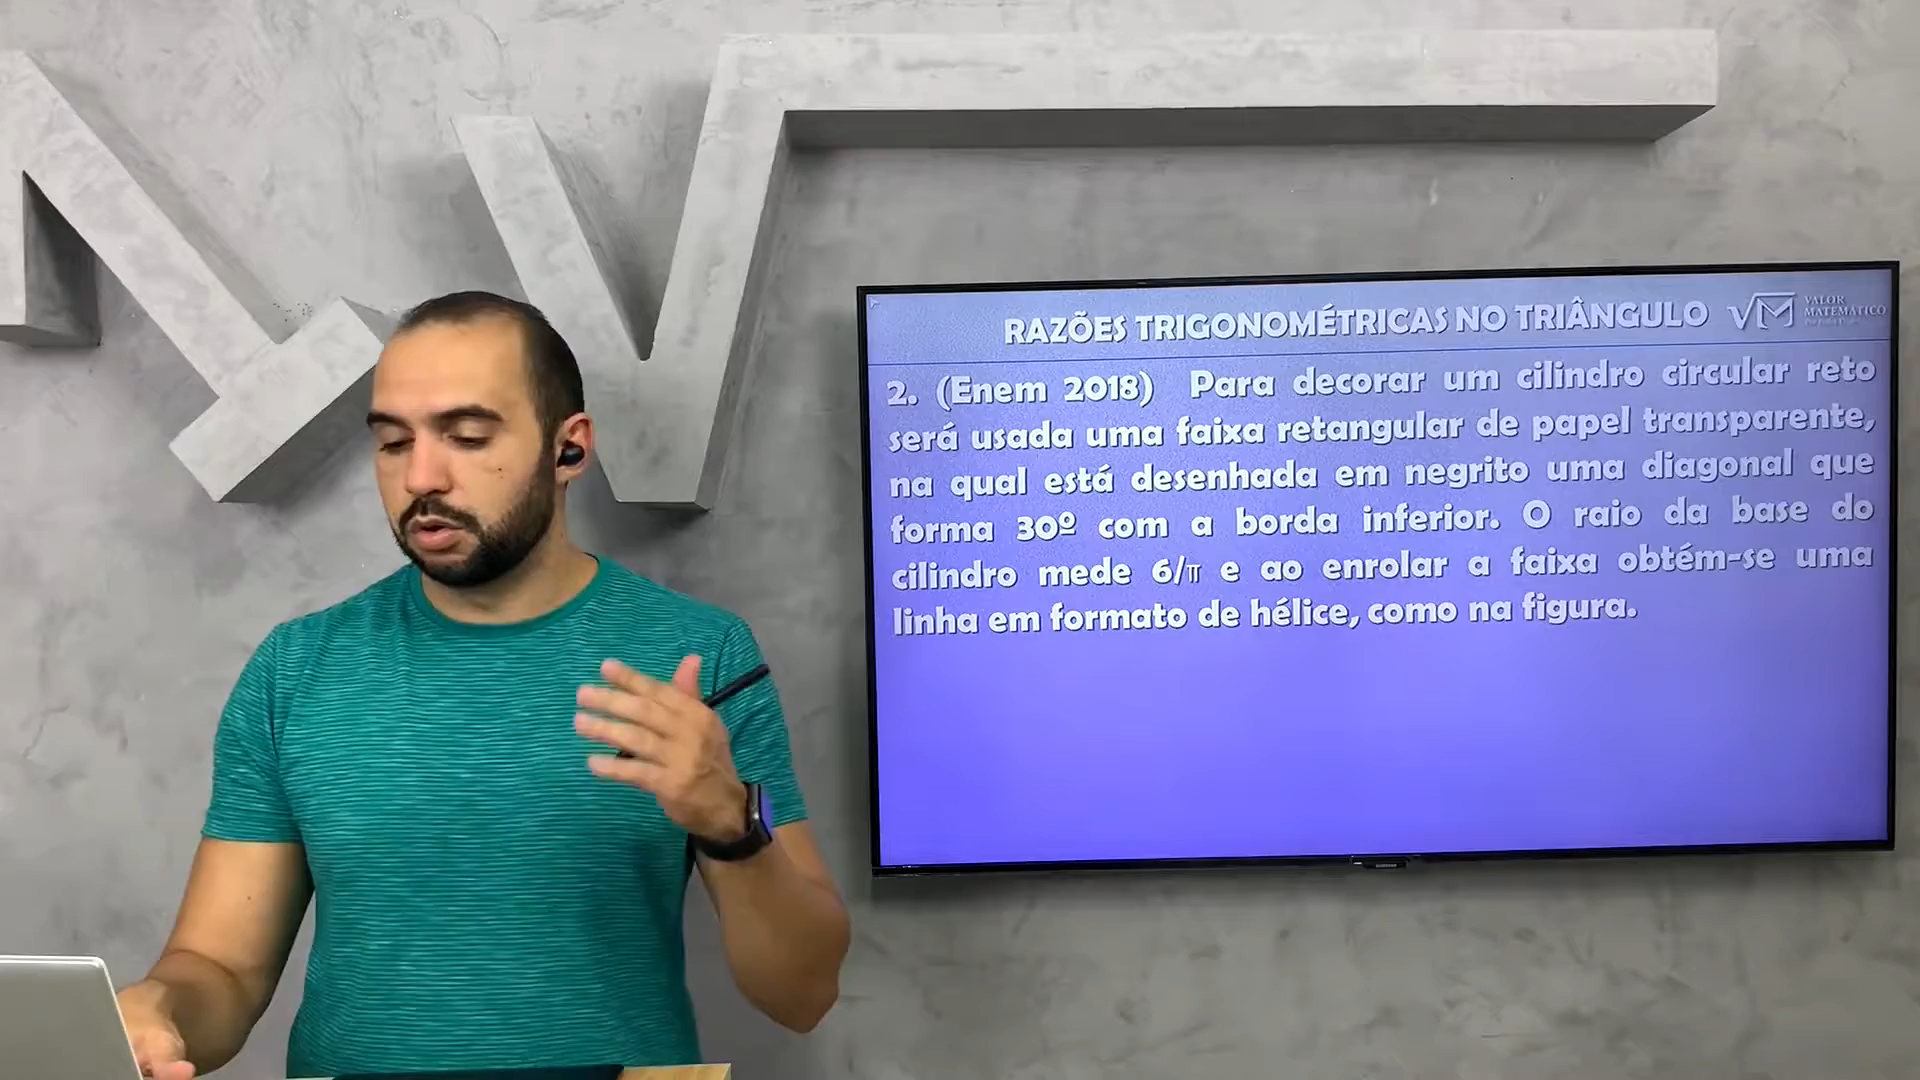 RAZÕES TRIGONOMÉTRICAS NO TRIÂNGULO
VALOR
MATEMÁTICO
2. (Enem 2018) Para decorar um cilindro circular reto
será usada uma faixa retangular de papel transparente,
na qual está desenhada em negrito uma diagonal que
forma 30º com a borda inferior. O raio da base do
cilindro mede 6/π e ao enrolar a faixa obtém-se uma
linha em formato de hélice, como na figura.